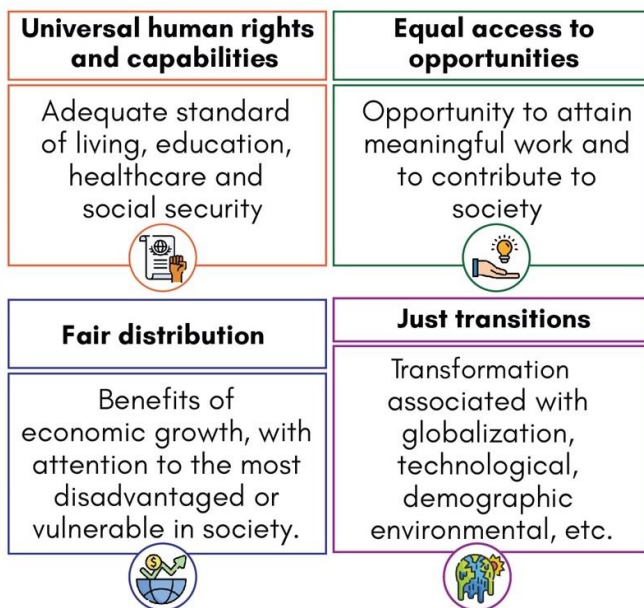 Universal human rights
and capabilities
Adequate standard
of living, education,
healthcare and
social security
Equal access to
opportunities
Opportunity to attain
meaningful work and
to contribute to
society
Fair distribution
Benefits of
economic growth, with
attention to the most
disadvantaged or
vulnerable in society.
Just transitions
Transformation
associated with
globalization,
technological,
demographic
environmental, etc.